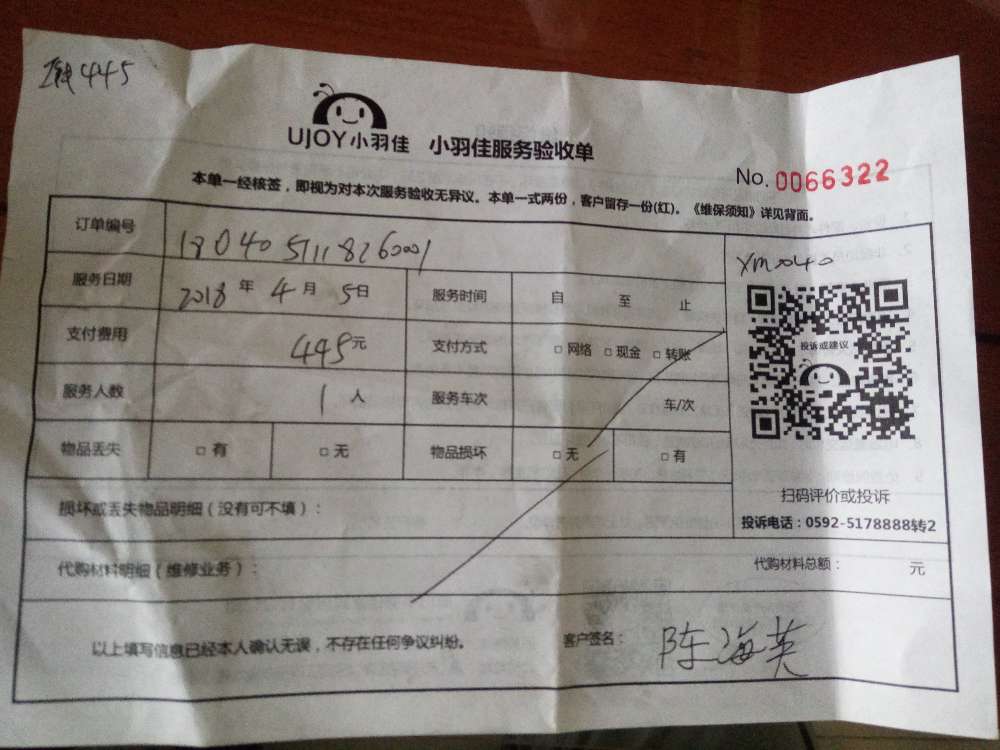 445
UJOY小羽佳 小羽佳服务验收单
No. 0066322
本单一经核签，即视为对本次服务验收无异议。本单一式两份，客户留存一份(红)。《维保须知》详见背面。
订单编号 1804051118260001
YM0040
服务日期 2018年4月5日 服务时间 自 至 止
投诉或建议
支付费用 445元 支付方式 □网络 □现金 □转账
服务人数 1人 服务车次 车/次
物品丢失 □有 □无 物品损坏 □无 □有
扫码评价或投诉
损坏或丢失物品明细（没有可不填）：
投诉电话：0592-5178888转2
代购材料明细（维修业务）： 代购材料总额： 元
以上填写信息已经本人确认无误，不存在任何争议纠纷。 客户签名： 陈海英